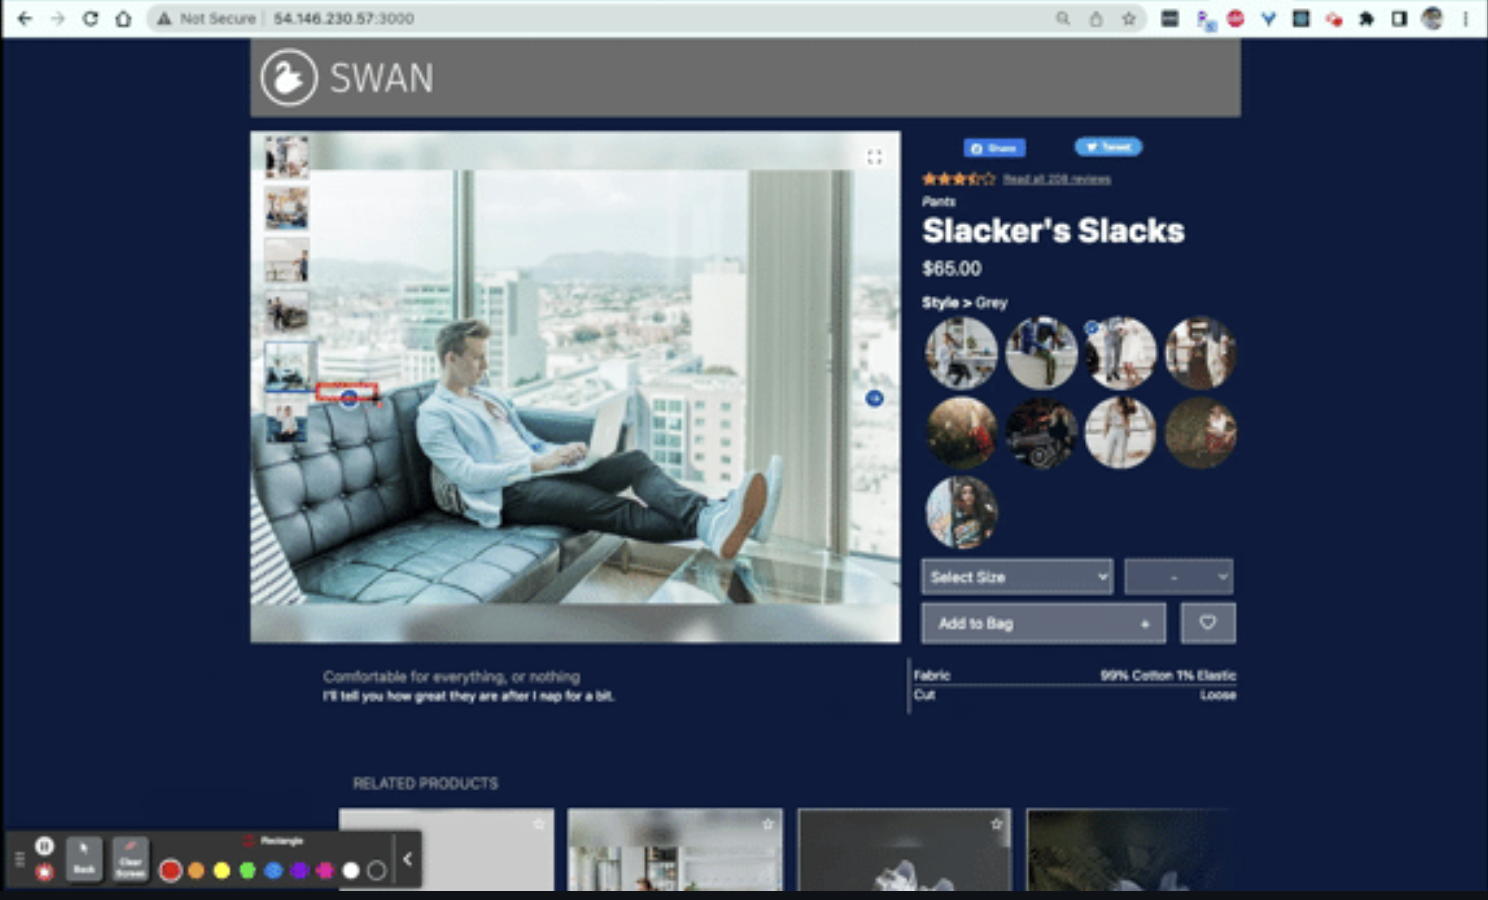 Not Secure | 54.146.230.57:3000
SWAN
Share
Tweet
Read all 208 reviews
Pants
Slacker's Slacks
$65.00
Style > Grey
Select Size
-
Add to Bag +
Comfortable for everything, or nothing
I'll tell you how great they are after I nap for a bit.
Fabric 99% Cotton 1% Elastic
Cut Loose
RELATED PRODUCTS
Rectangle
Back
Clear Screen